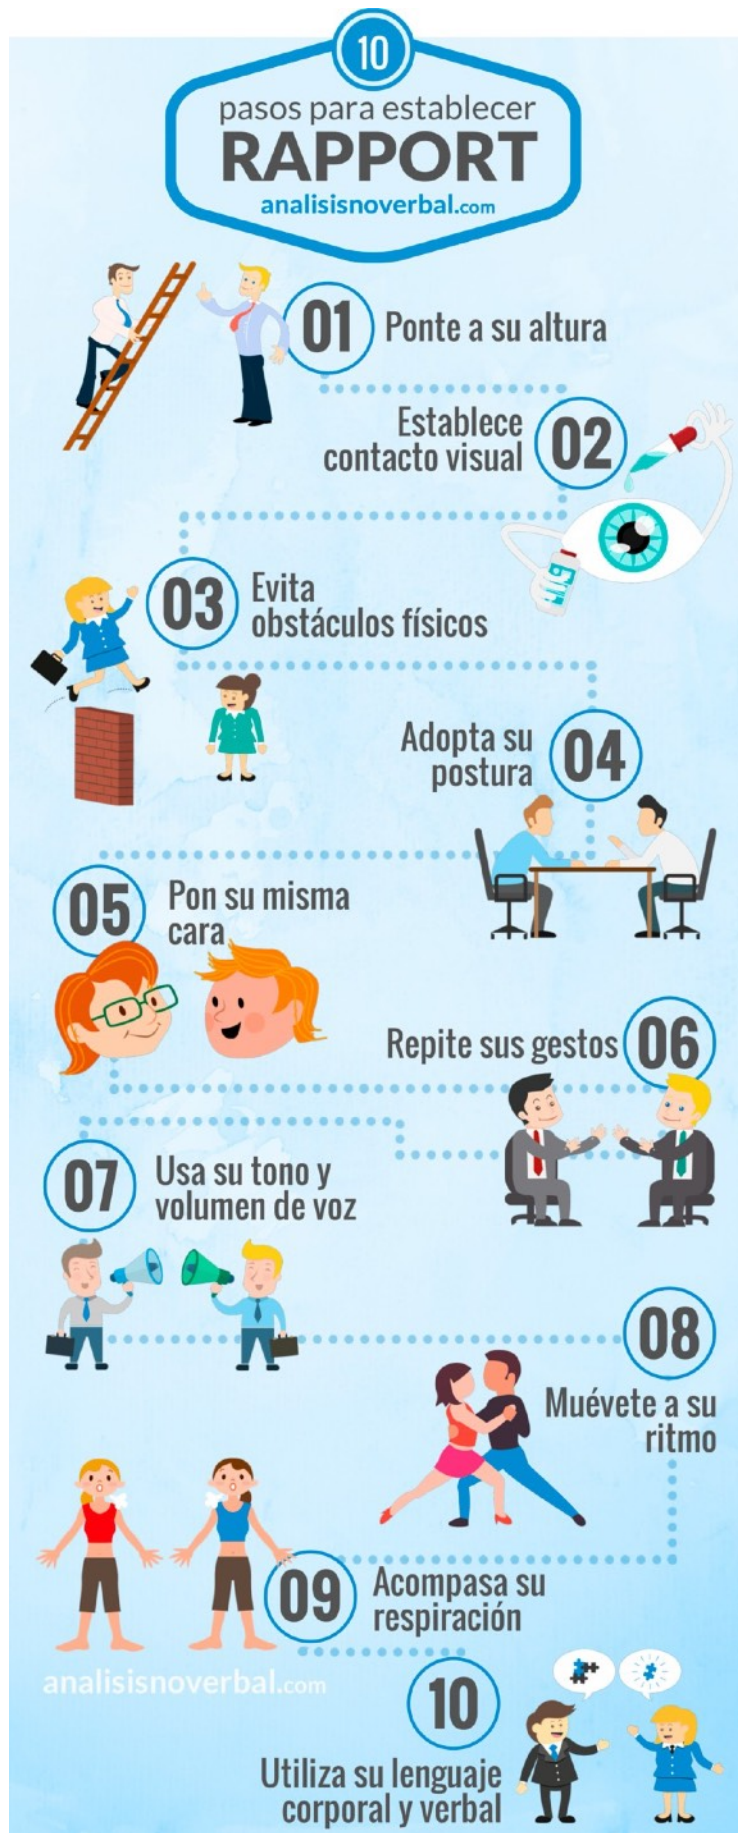 10
pasos para establecer
RAPPORT
analisisnoverbal.com
01
Ponte a su altura
Establece
contacto visual
02
03
Evita
obstáculos físicos
Adopta su
postura
04
05
Pon su misma
cara
Repite sus gestos
06
07
Usa su tono y
volumen de voz
08
Muévete a su
ritmo
09
Acompasa su
respiración
analisisnoverbal.com
10
Utiliza su lenguaje
corporal y verbal